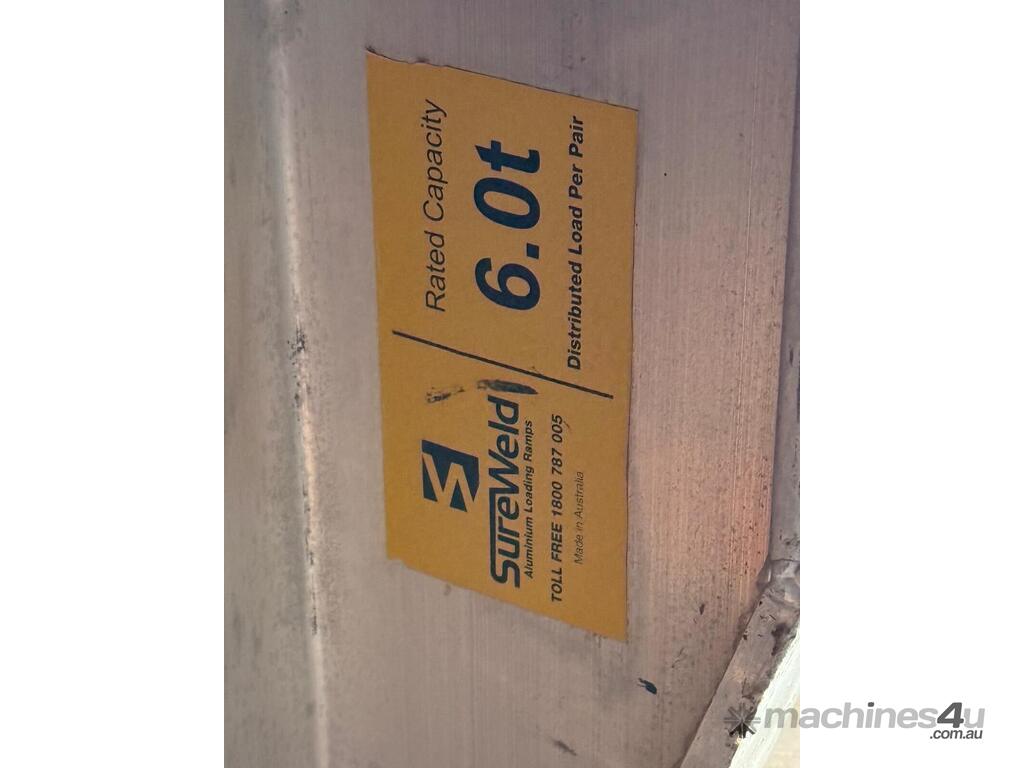 SureWeld
Aluminium Loading Ramps
TOLL FREE 1800 787 005
Made in Australia
Rated Capacity
6.0t
Distributed Load Per Pair
machines4u
.com.au